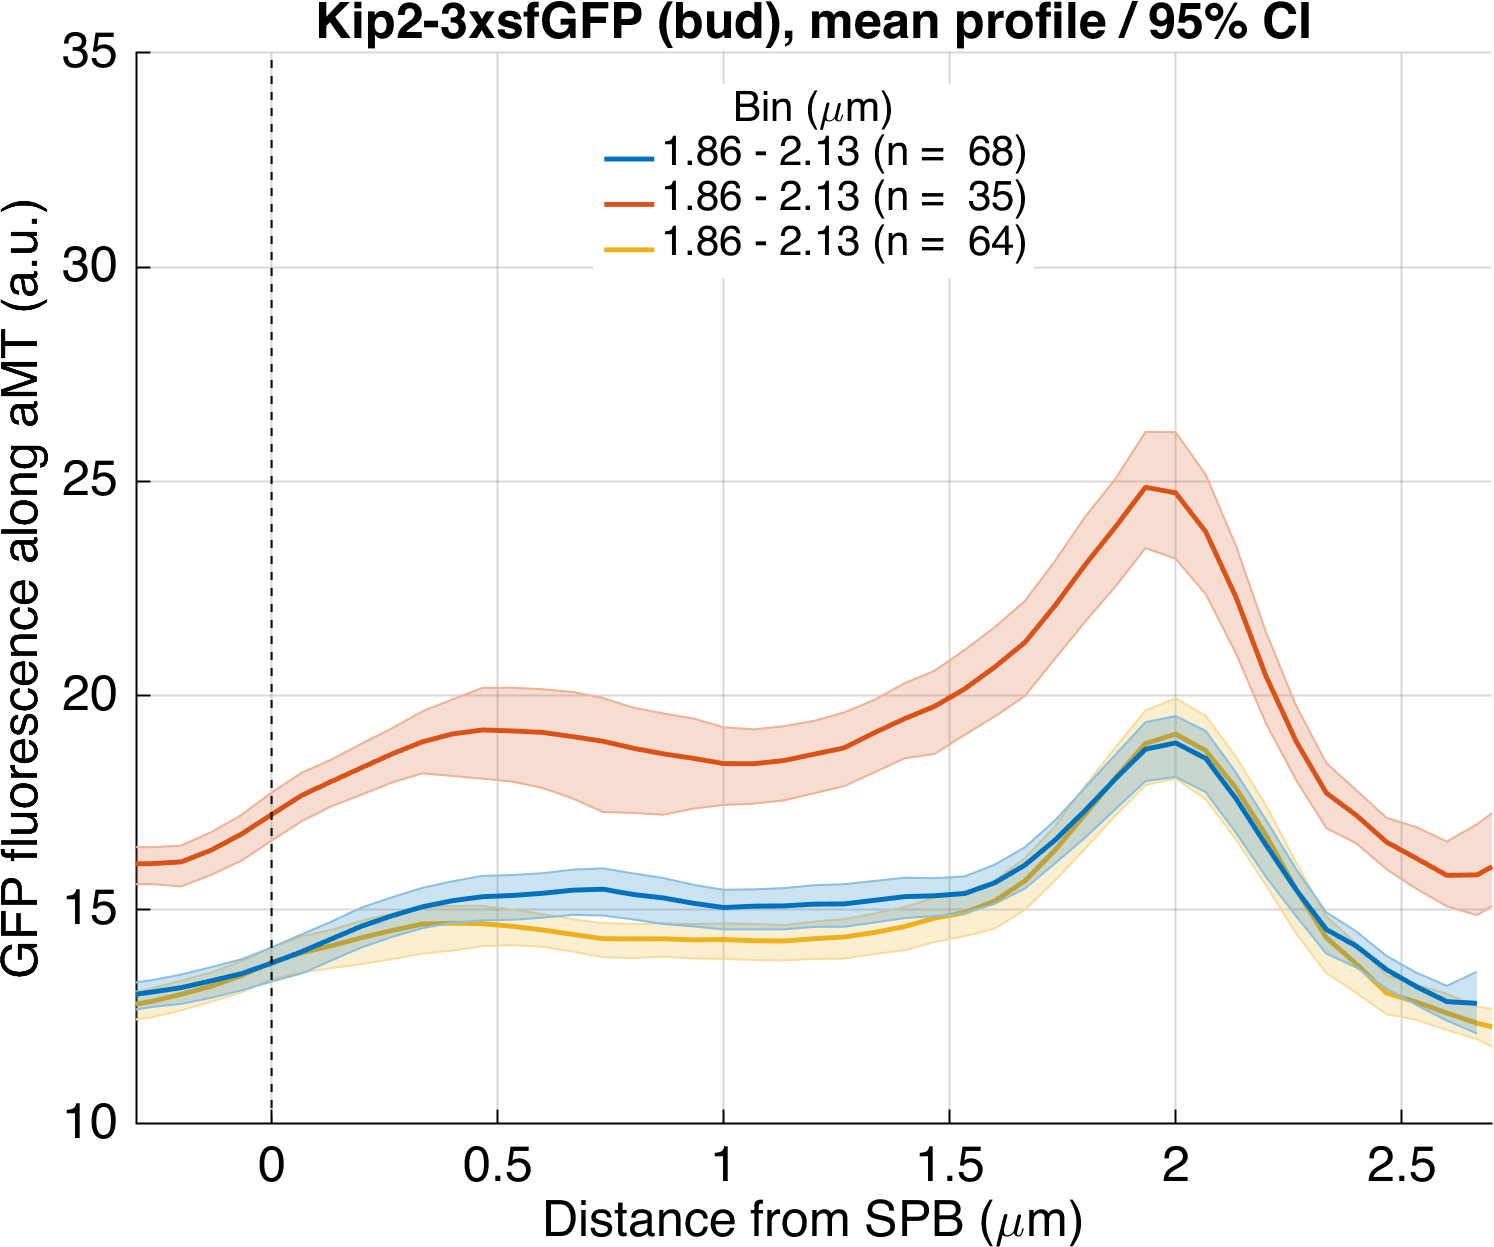 Kip2-3xsfGFP (bud), mean profile / 95% CI
GFP fluorescence along aMT (a.u.)
35
30
25
20
15
10
Bin (μm)
1.86 - 2.13 (n = 68)
1.86 - 2.13 (n = 35)
1.86 - 2.13 (n = 64)
0 0.5 1 1.5 2 2.5
Distance from SPB (μm)